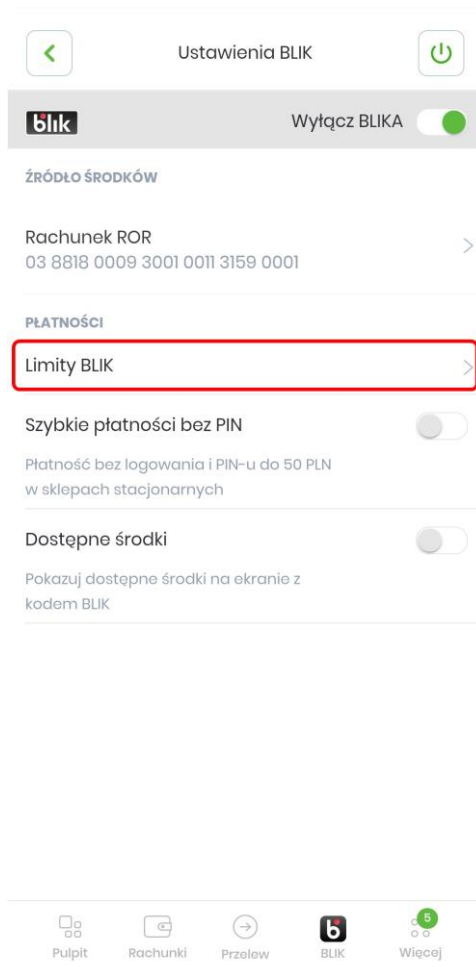 Ustawienia BLIK
blik
Wyłącz BLIKA
ŹRÓDŁO ŚRODKÓW
Rachunek ROR
03 8818 0009 3001 0011 3159 0001
PŁATNOŚCI
Limity BLIK
Szybkie płatności bez PIN
Płatność bez logowania i PIN-u do 50 PLN
w sklepach stacjonarnych
Dostępne środki
Pokazuj dostępne środki na ekranie z
kodem BLIK
5
Pulpit
Rachunki
Przelew
BLIK
Więcej